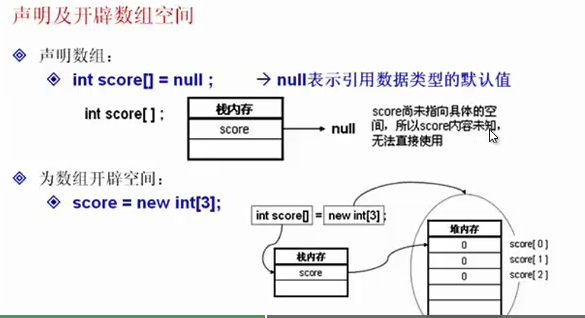 声明及开辟数组空间
声明数组：
int score[] = null ; → null表示引用数据类型的默认值
int score[ ] ;
栈内存
score
null
score尚未指向具体的空
间，所以score内容未知，
无法直接使用
为数组开辟空间：
score = new int[3];
int score[] = new int[3] ;
栈内存
score
堆内存
0 score[ 0 ]
0 score[ 1 ]
0 score[ 2 ]